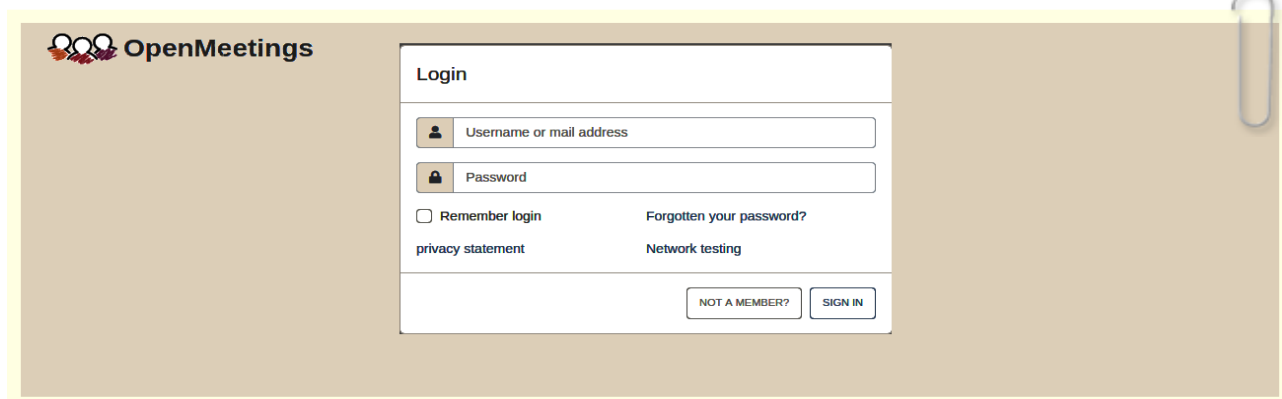 OpenMeetings
Login
Username or mail address
Password
Remember login
Forgotten your password?
privacy statement
Network testing
NOT A MEMBER?
SIGN IN